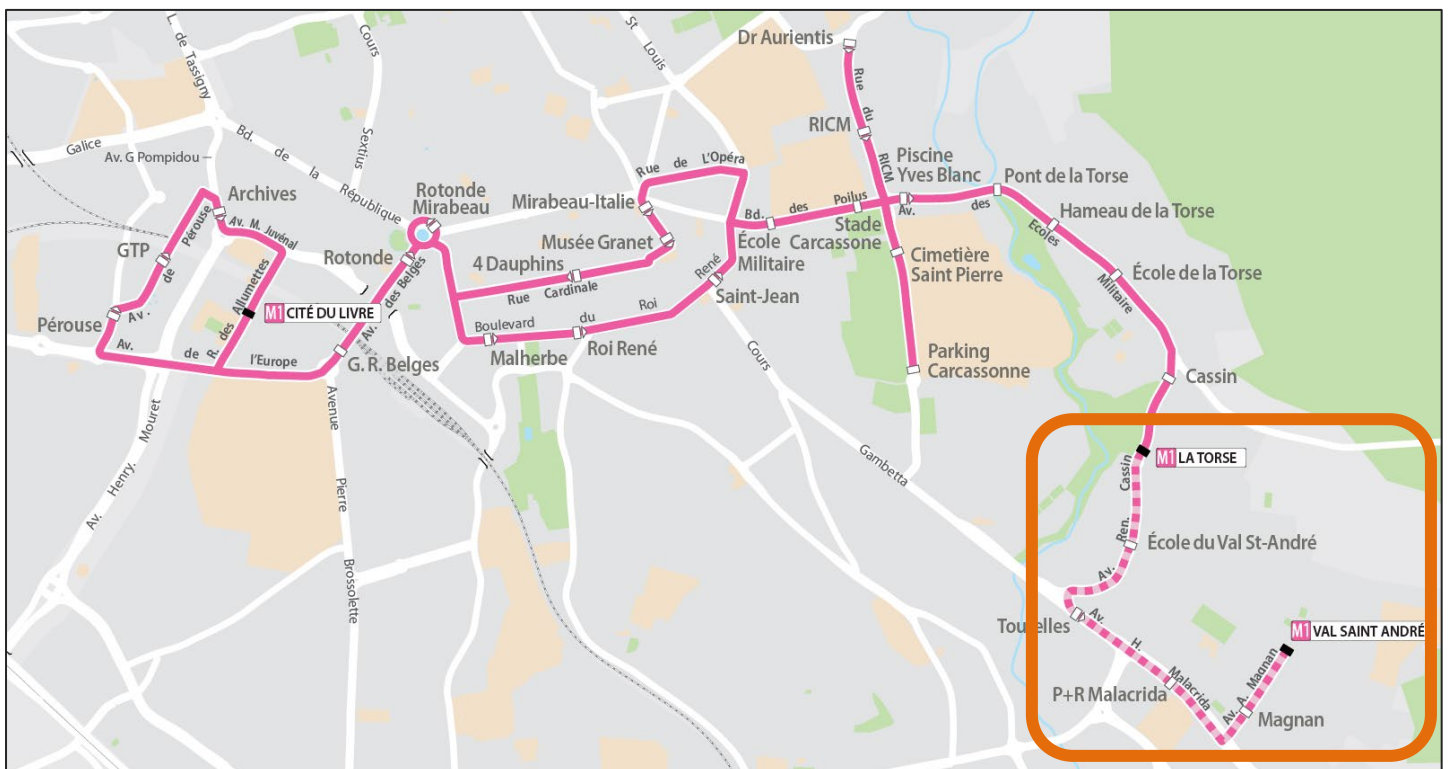 L. de Tassigny
Cours
Sextius
St
Louis
Dr Aurientis
Rue du RICM
RICM
Galice
Av. G Pompidou
Bd. de la République
Archives
Av. M. Juvénal
GTP
Pérouse
Av. de Pérouse
R. des Allumettes
M1 CITÉ DU LIVRE
Av. de l'Europe
Rotonde
Mirabeau
Rotonde
Av. des Belges
G. R. Belges
Mirabeau-Italie
Rue de L'Opéra
Musée Granet
4 Dauphins
Rue Cardinale
Boulevard du Roi René
Malherbe
Roi René
Saint-Jean
École
Militaire
Bd. des Poilus
Stade
Carcassone
Piscine
Yves Blanc
Av. des Ecoles Militaire
Pont de la Torse
Hameau de la Torse
École de la Torse
Cimetière
Saint Pierre
Parking
Carcassonne
Cassin
Cours
Gambetta
Av. Henry. Mouret
Avenue
Pierre
Brossolette
M1 LA TORSE
Av. Ren. Cassin
École du Val St-André
Tourelles
Av. H. Malacrida
P+R Malacrida
M1 VAL SAINT ANDRÉ
Av. A. Magnan
Magnan